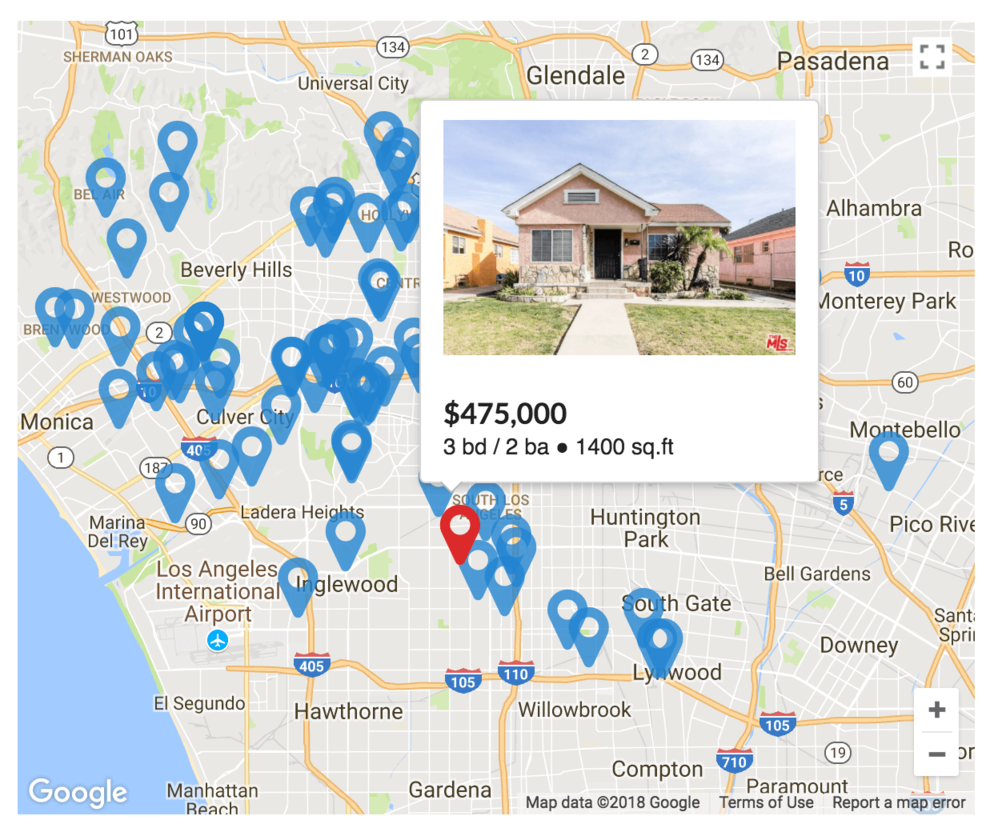 101
SHERMAN OAKS
134
Universal City
Glendale
2
134
Pasadena
BEL AIR
Alhambra
HOLLYW
Ro
Beverly Hills
10
CENTR
WESTWOOD
Monterey Park
BRENTWOOD
2
MLS
10
60
Monica
Culver City
$475,000
Montebello
3 bd / 2 ba ● 1400 sq.ft
405
1
187
rce
SOUTH LOS
ANGELES
5
Marina
Del Rey
90
Ladera Heights
Huntington
Park
Pico Rive
Los Angeles
International
Airport
Inglewood
Bell Gardens
South Gate
Santa
Sprin
Downey
405
105
110
Lynwood
El Segundo
Hawthorne
Willowbrook
105
19
710
Compton
Paramount
Google
Manhattan
Beach
Gardena
Map data ©2018 Google
Terms of Use
Report a map error